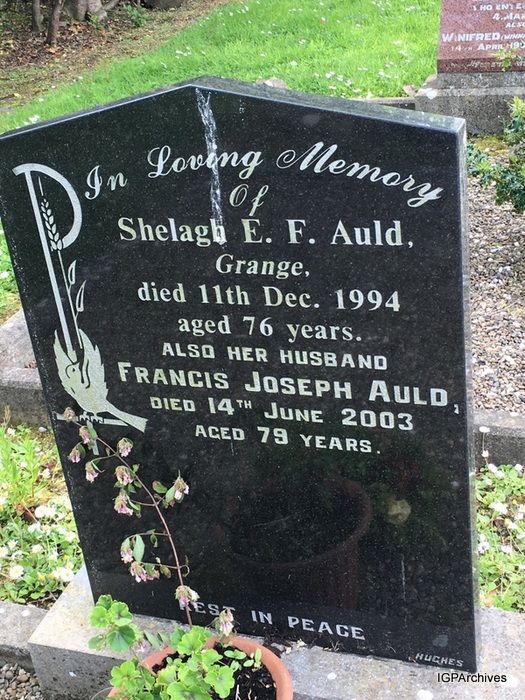 WINIFRED
In Loving Memory
Of
Shelagh E. F. Auld,
Grange,
died 11th Dec. 1994
aged 76 years.
ALSO HER HUSBAND
FRANCIS JOSEPH AULD,
DIED 14TH JUNE 2003
AGED 79 YEARS.
REST IN PEACE
HUGHES
IGPArchives